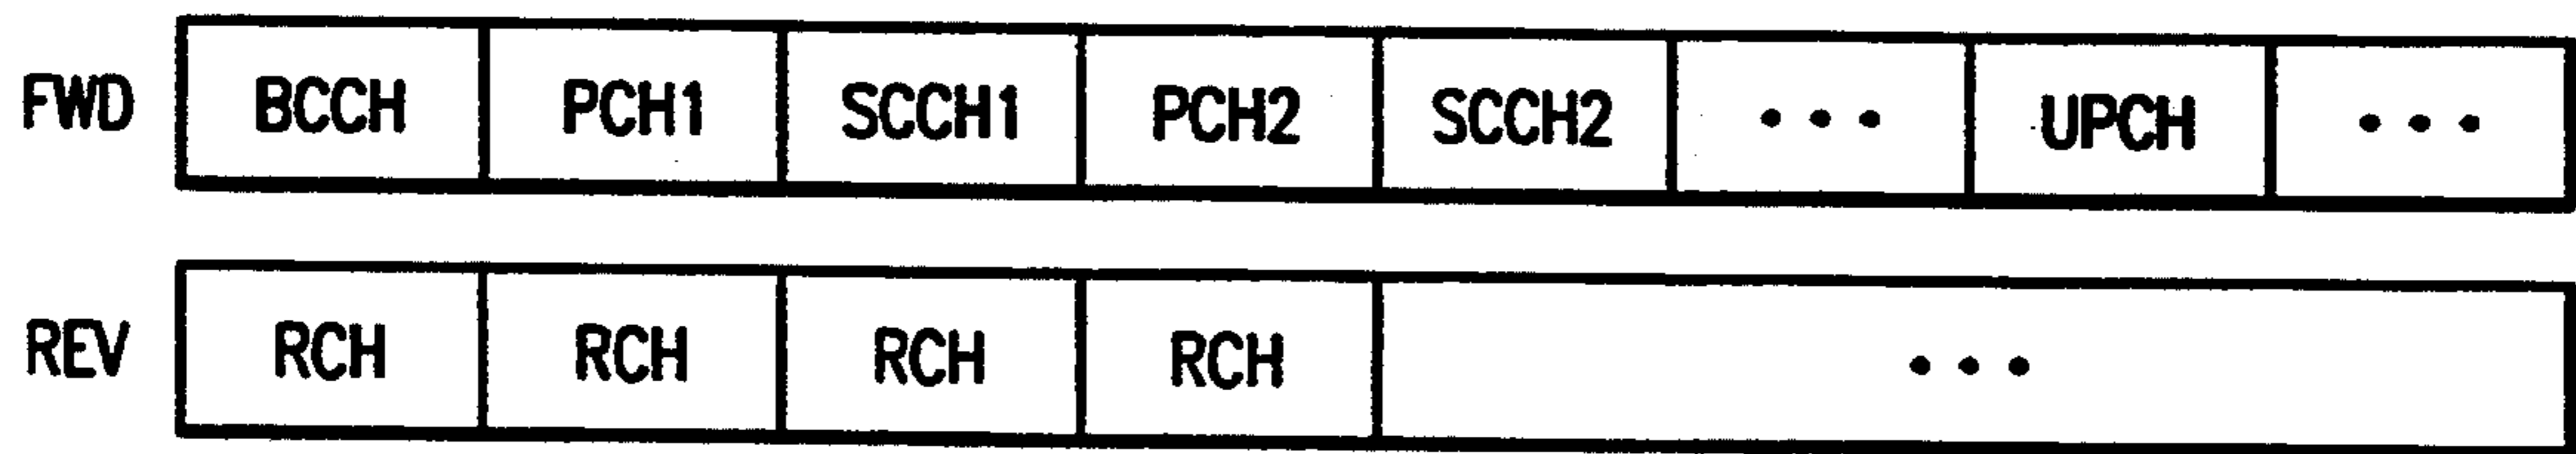 FWD BCCH PCH1 SCCH1 PCH2 SCCH2 • • • UPCH • • •
REV RCH RCH RCH RCH • • •